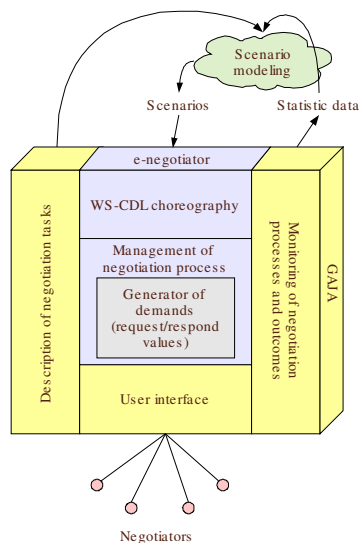 Scenario
modeling
Scenarios
Statistic data
e-negotiator
WS-CDL choreography
Management of
negotiation process
Generator of
demands
(request/respond
values)
User interface
Description of negotiation tasks
Monitoring of negotiation
processes and outcomes
GAJA
Negotiators